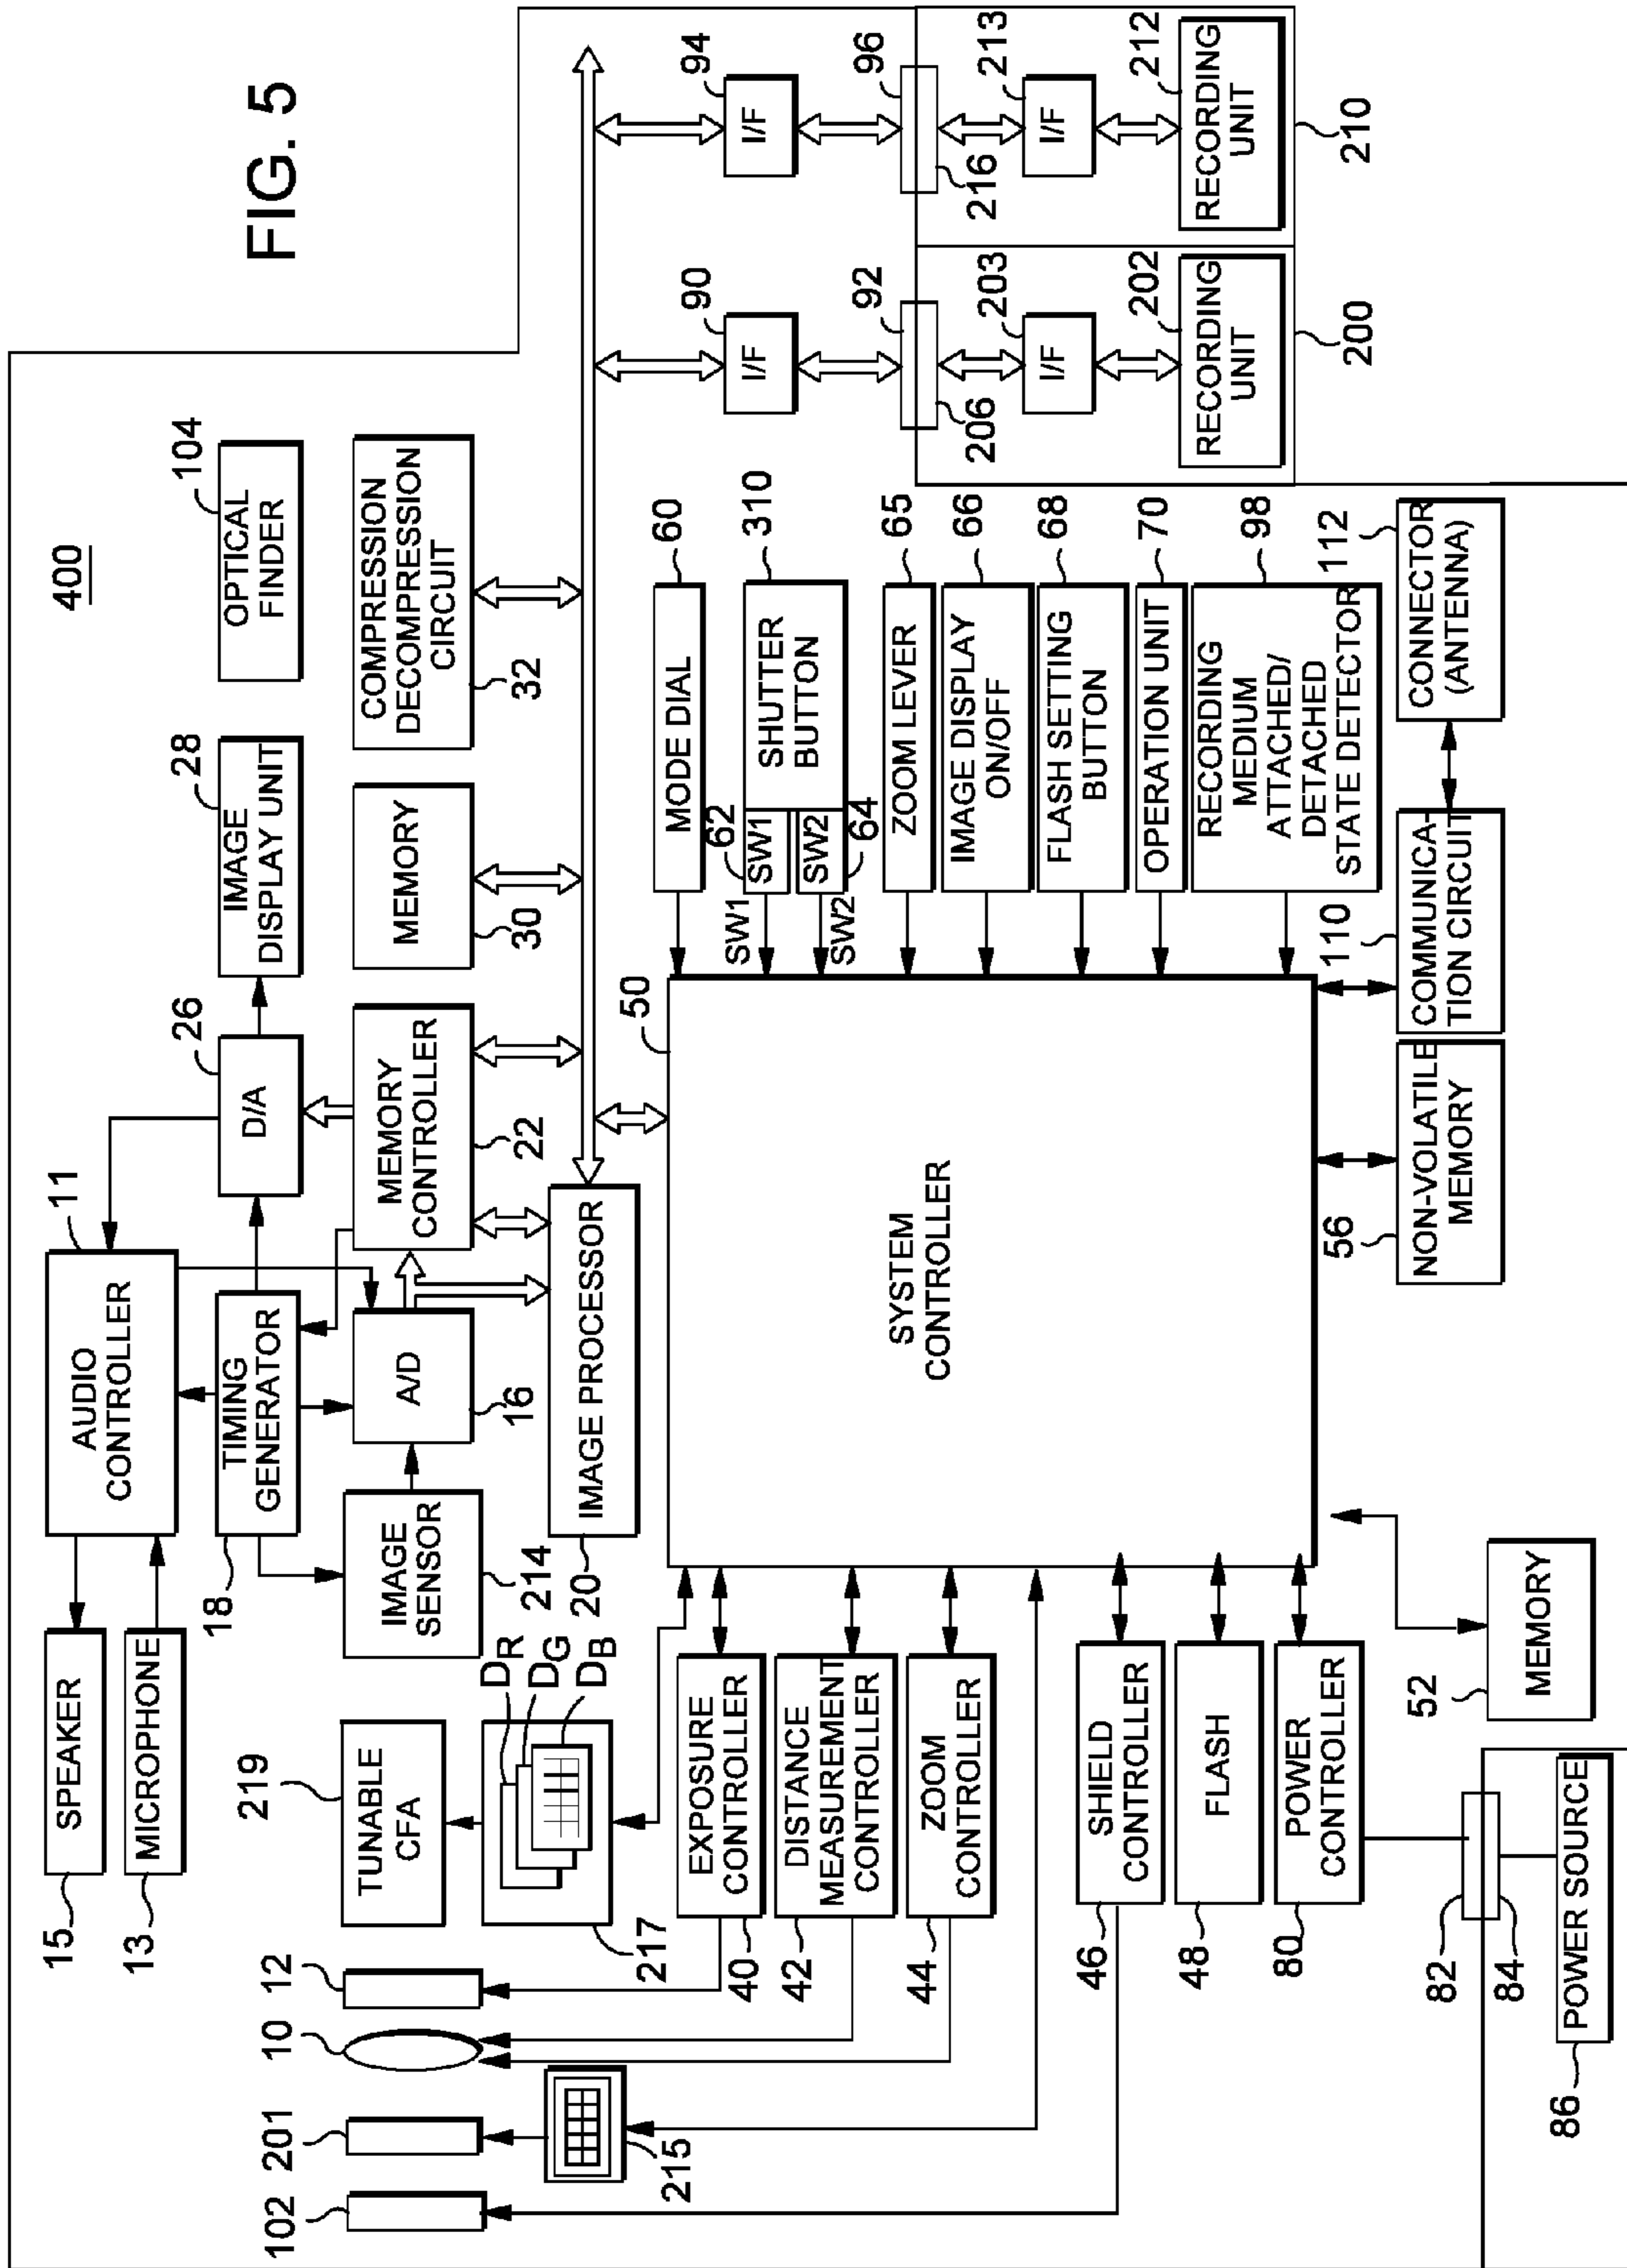 FIG. 5
400
15
SPEAKER
13
MICROPHONE
11
AUDIO
CONTROLLER
18
TIMING
GENERATOR
26
D/A
28
IMAGE
DISPLAY UNIT
104
OPTICAL
FINDER
102
201
10
12
219
TUNABLE
CFA
IMAGE
SENSOR
214
A/D
16
MEMORY
CONTROLLER
22
MEMORY
30
COMPRESSION
DECOMPRESSION
CIRCUIT
32
215
217
DR
DG
DB
20
IMAGE PROCESSOR
40
EXPOSURE
CONTROLLER
42
DISTANCE
MEASUREMENT
CONTROLLER
44
ZOOM
CONTROLLER
46
SHIELD
CONTROLLER
48
FLASH
80
POWER
CONTROLLER
50
SYSTEM
CONTROLLER
60
MODE DIAL
62
SW1
SW1
SW2
SW2
64
310
SHUTTER
BUTTON
65
ZOOM LEVER
66
IMAGE DISPLAY
ON/OFF
68
FLASH SETTING
BUTTON
70
OPERATION UNIT
98
RECORDING
MEDIUM
ATTACHED/
DETACHED
STATE DETECTOR
90
I/F
94
I/F
92
206
96
216
203
I/F
213
I/F
202
RECORDING
UNIT
212
RECORDING
UNIT
200
210
82
84
86
POWER SOURCE
52
MEMORY
56
NON-VOLATILE
MEMORY
110
COMMUNICA-
TION CIRCUIT
112
CONNECTOR
(ANTENNA)